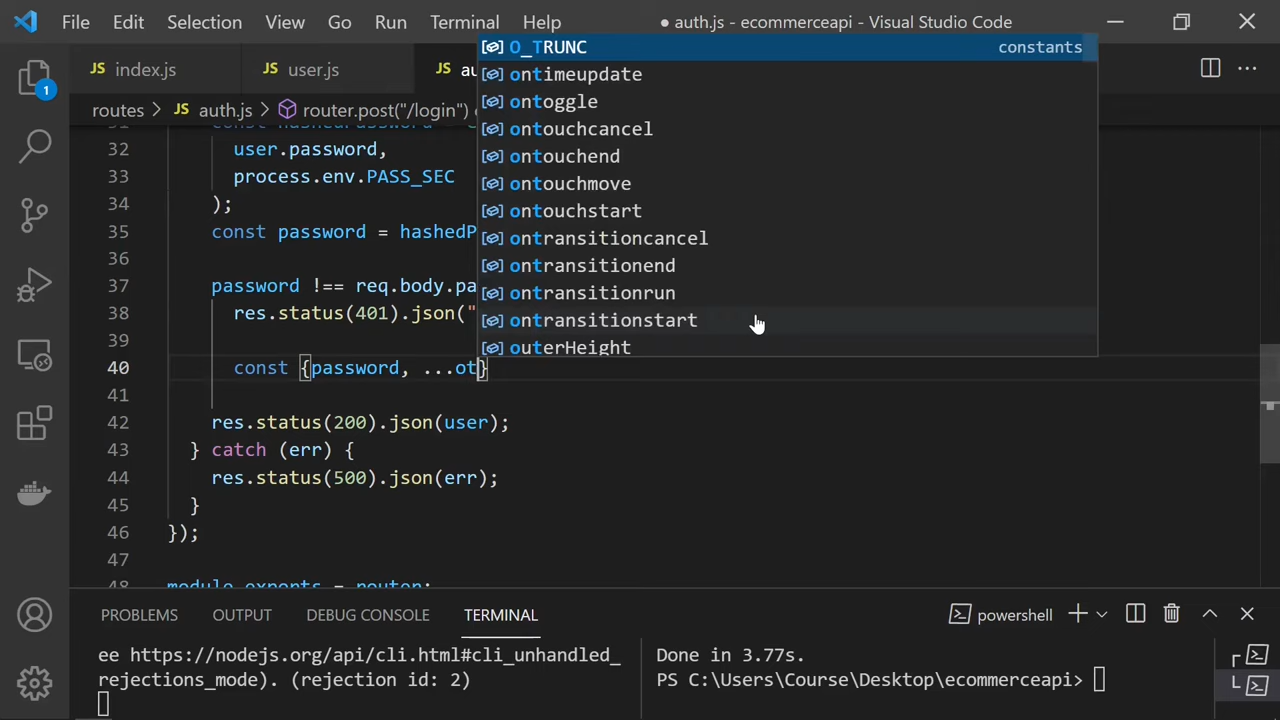 File Edit Selection View Go Run Terminal Help ● auth.js - ecommerceapi - Visual Studio Code
JS index.js JS user.js JS au
routes > JS auth.js > router.post("/login") c
O_TRUNC constants
ontimeupdate
ontoggle
ontouchcancel
ontouchend
ontouchmove
ontouchstart
ontransitioncancel
ontransitionend
ontransitionrun
ontransitionstart
outerHeight
32 user.password,
33 process.env.PASS_SEC
34 );
35 const password = hashedP
36
37 password !== req.body.pa
38 res.status(401).json("
39
40 const {password, ...ot}
41
42 res.status(200).json(user);
43 } catch (err) {
44 res.status(500).json(err);
45 }
46 });
47
48 module.exports = router;
1
PROBLEMS OUTPUT DEBUG CONSOLE TERMINAL powershell
ee https://nodejs.org/api/cli.html#cli_unhandled_
rejections_mode). (rejection id: 2)
Done in 3.77s.
PS C:\Users\Course\Desktop\ecommerceapi>